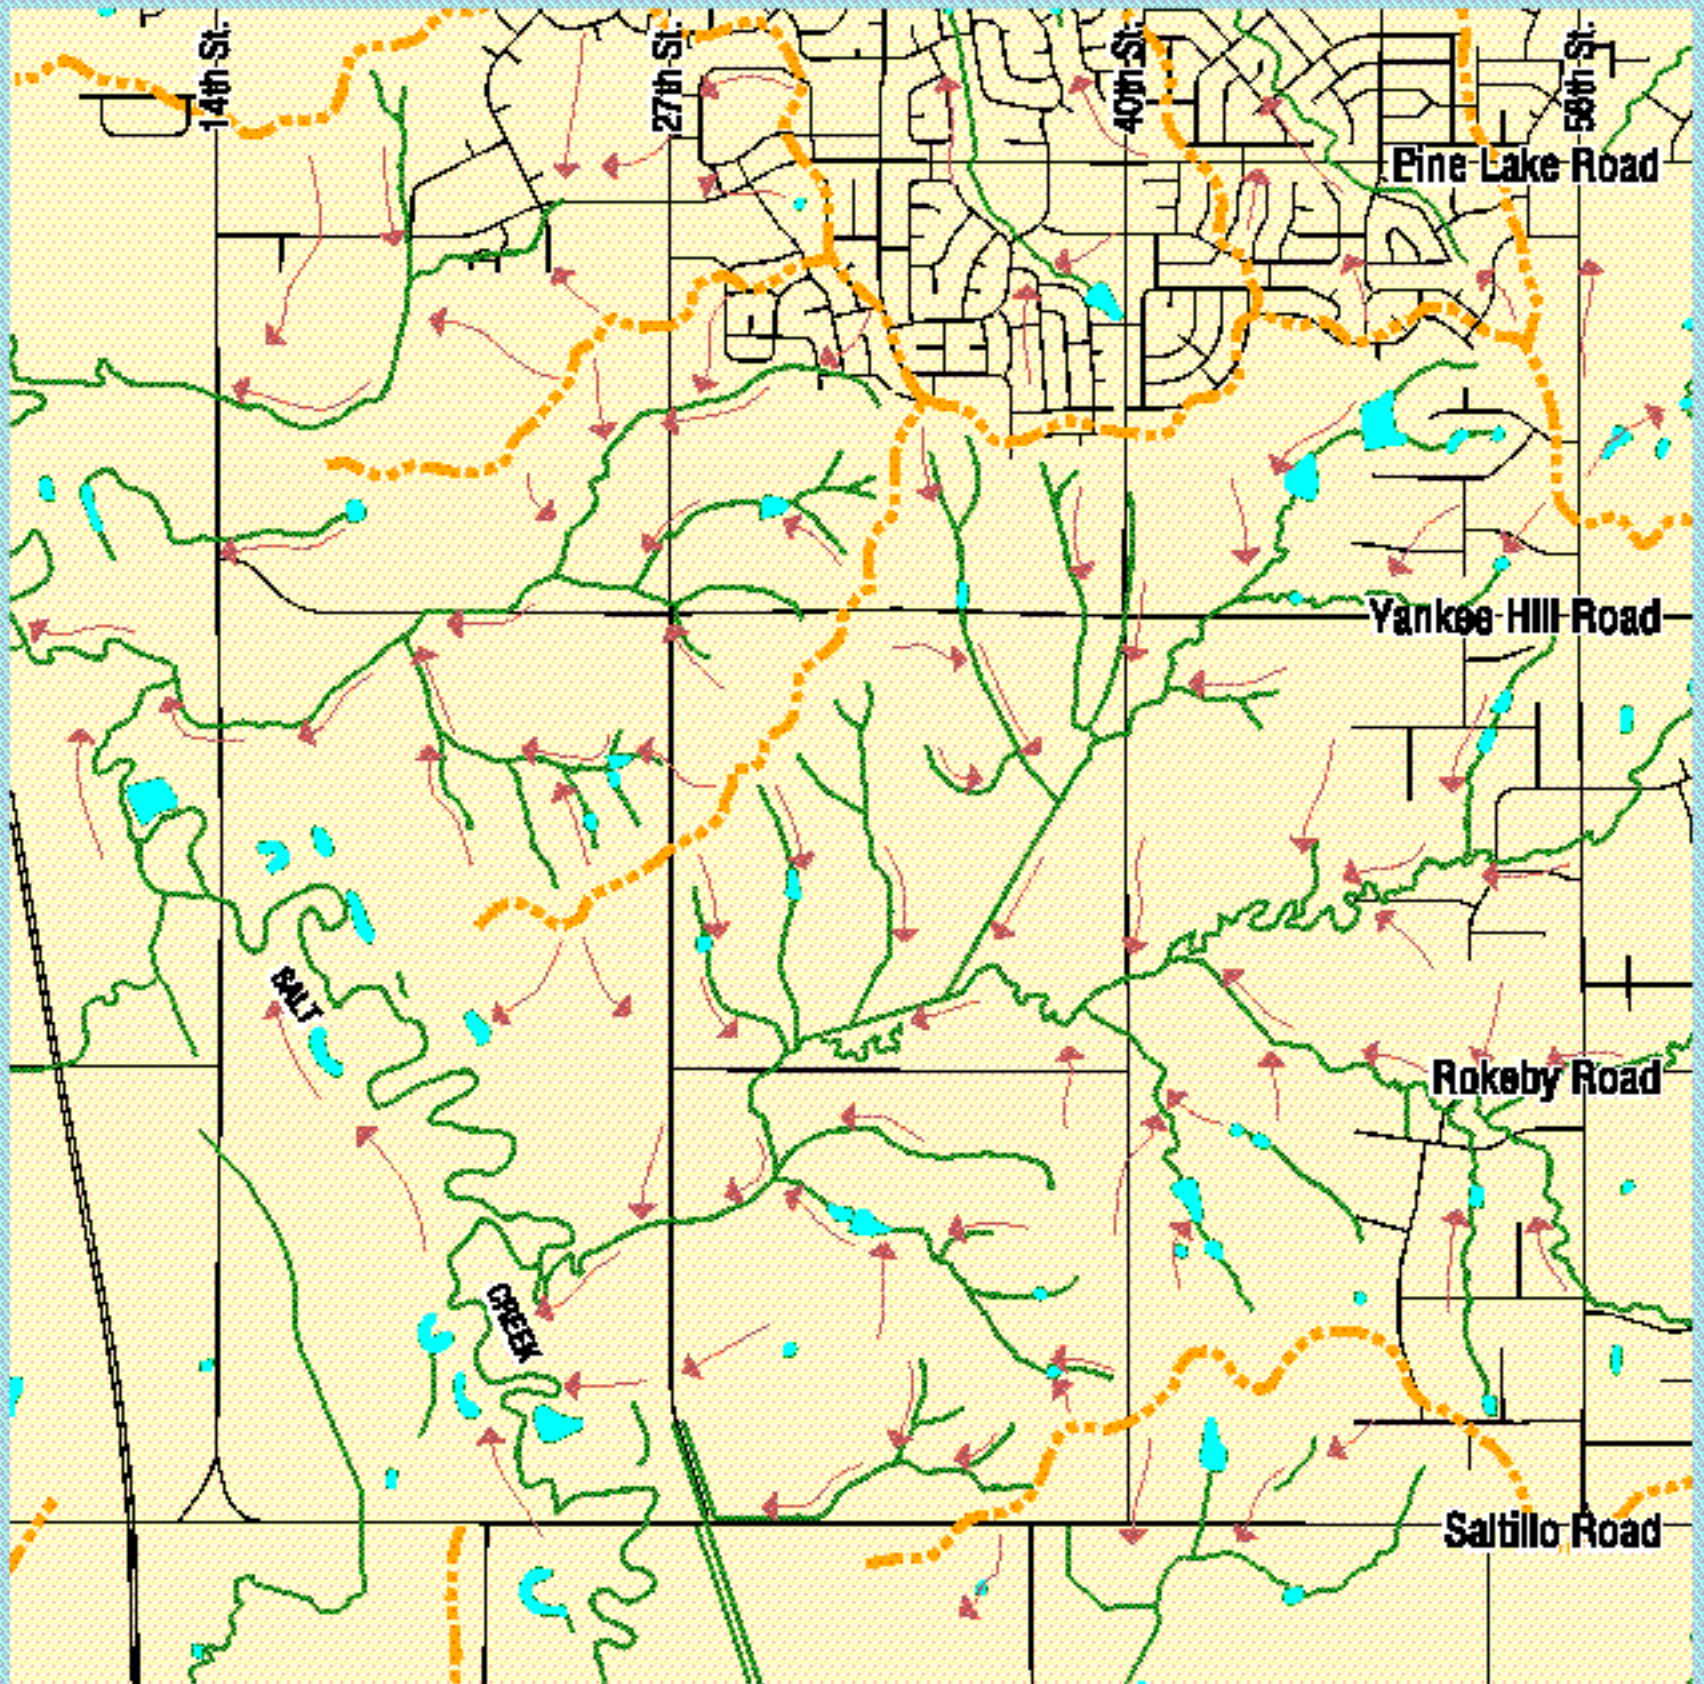 14th St.
27th St.
40th St.
56th St.
Pine Lake Road
Yankee Hill Road
SALT
Rokeby Road
CREEK
Saltillo Road